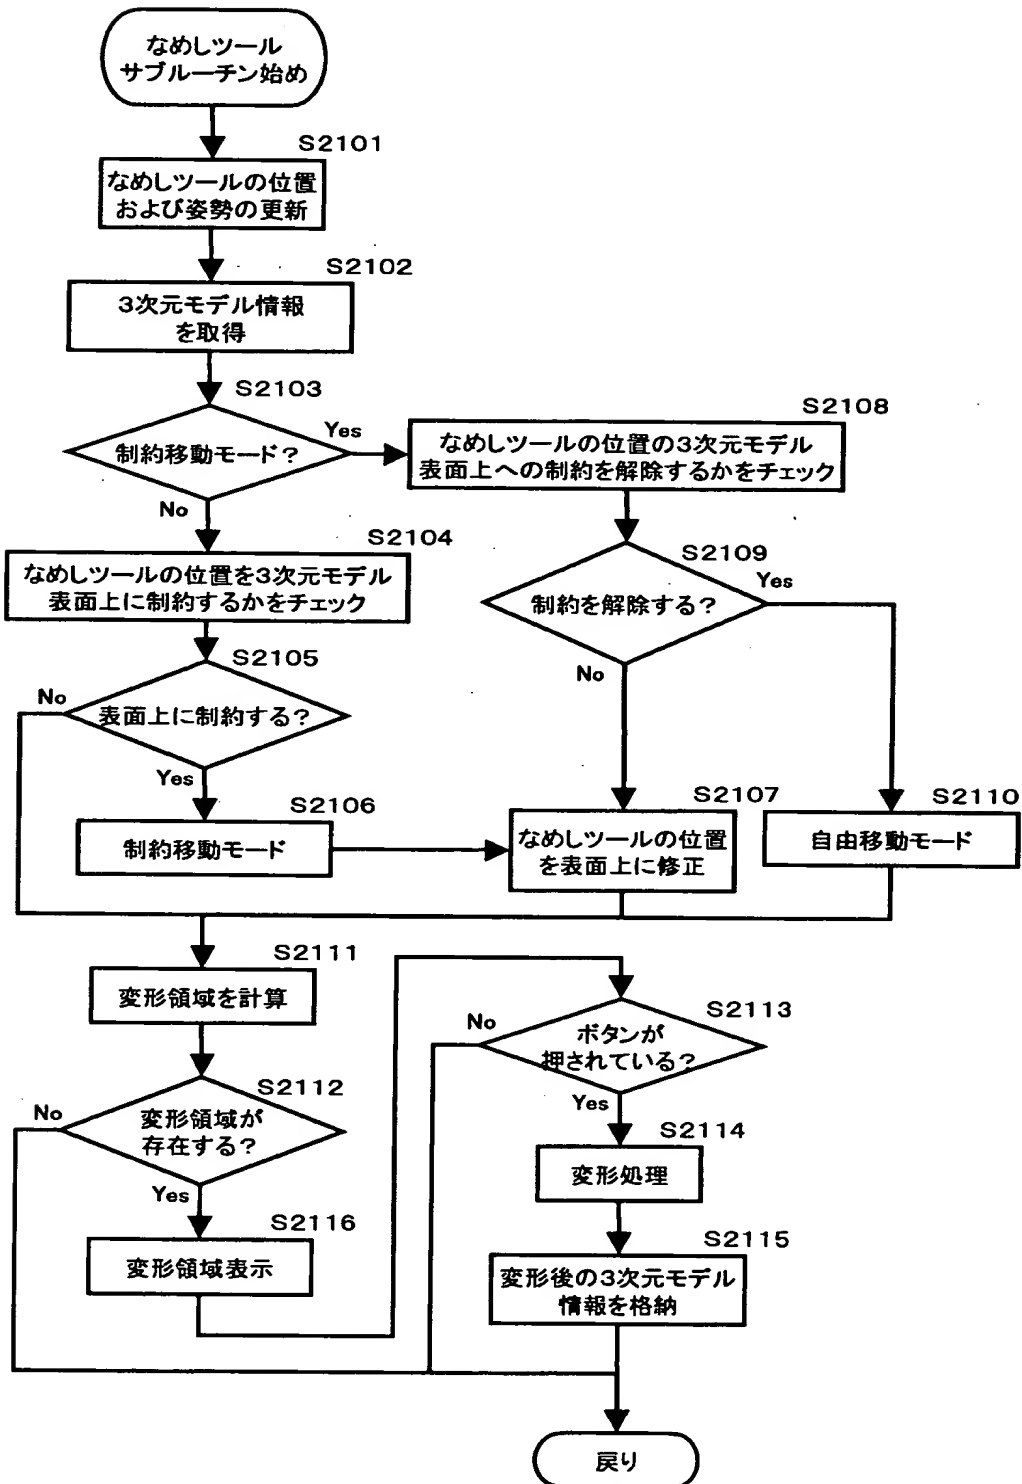 なめしツール
サブルーチン始め
S2101
なめしツールの位置
および姿勢の更新
S2102
3次元モデル情報
を取得
S2103
制約移動モード？
Yes
No
S2108
なめしツールの位置の3次元モデル
表面上への制約を解除するかをチェック
S2104
なめしツールの位置を3次元モデル
表面上に制約するかをチェック
S2109
制約を解除する？
Yes
No
S2105
表面上に制約する？
No
Yes
S2106
制約移動モード
S2107
なめしツールの位置
を表面上に修正
S2110
自由移動モード
S2111
変形領域を計算
S2112
変形領域が
存在する？
No
Yes
S2116
変形領域表示
S2113
ボタンが
押されている？
No
Yes
S2114
変形処理
S2115
変形後の3次元モデル
情報を格納
戻り